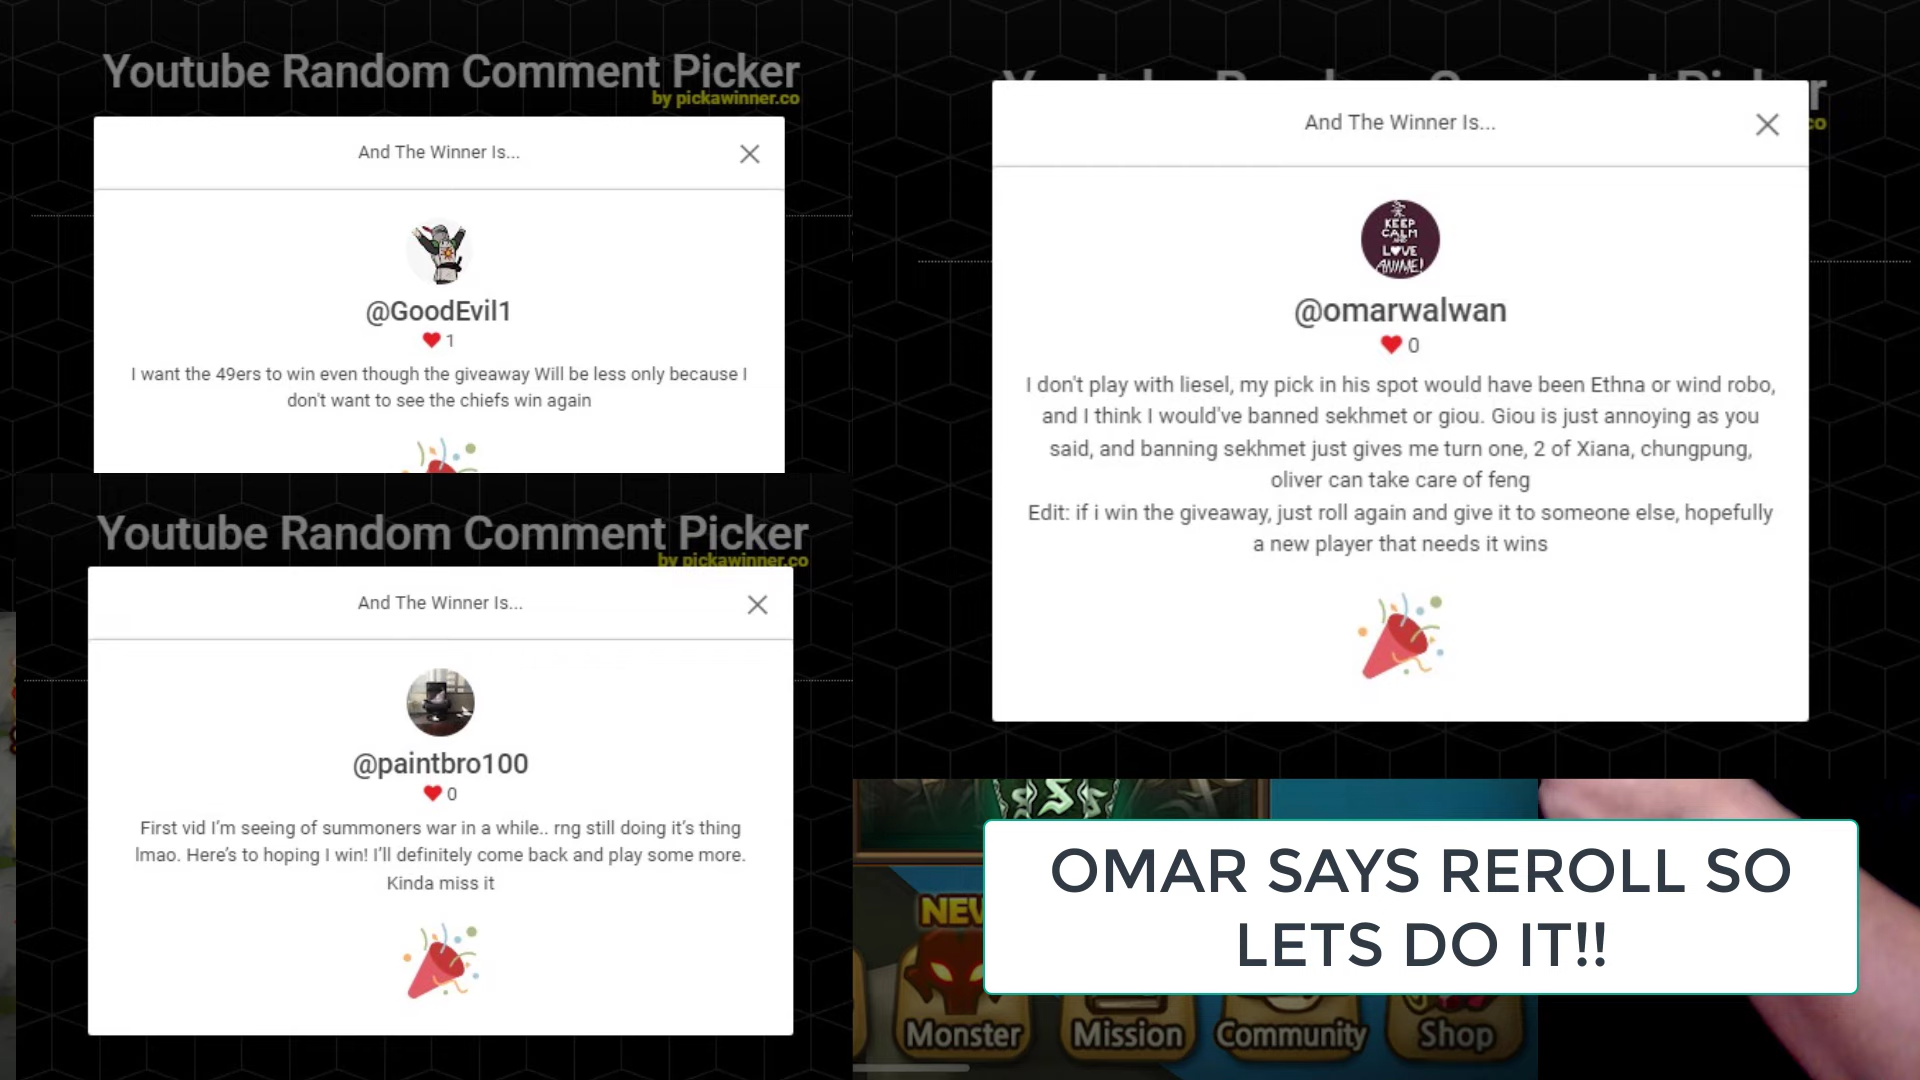 Youtube Random Comment Picker
by pickawinner.co
And The Winner Is...
@GoodEvil1
1
I want the 49ers to win even though the giveaway Will be less only because I
don't want to see the chiefs win again
Youtube Random Comment Picker
by pickawinner.co
And The Winner Is...
@paintbro100
0
First vid I'm seeing of summoners war in a while.. rng still doing it's thing
lmao. Here's to hoping I win! I'll definitely come back and play some more.
Kinda miss it
And The Winner Is...
KEEP
CALM
AND
LOVE
ANIME!
@omarwalwan
0
I don't play with liesel, my pick in his spot would have been Ethna or wind robo,
and I think I would've banned sekhmet or giou. Giou is just annoying as you
said, and banning sekhmet just gives me turn one, 2 of Xiana, chungpung,
oliver can take care of feng
Edit: if i win the giveaway, just roll again and give it to someone else, hopefully
a new player that needs it wins
OMAR SAYS REROLL SO
LETS DO IT!!
Monster Mission Community Shop